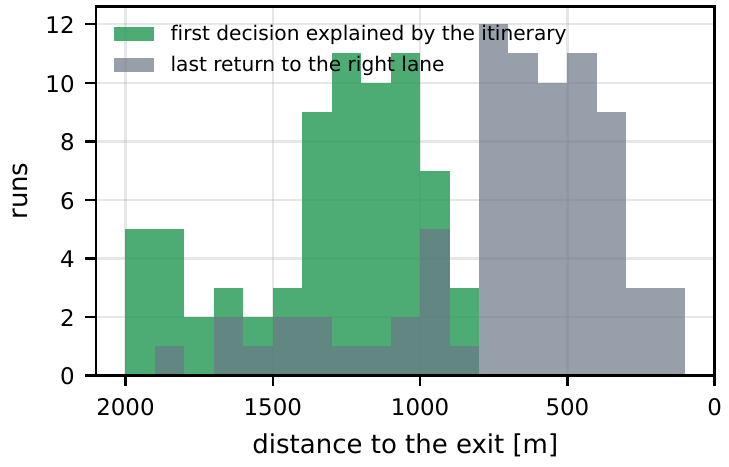 first decision explained by the itinerary
last return to the right lane
12
10
8
6
4
2
0
runs
2000 1500 1000 500 0
distance to the exit [m]